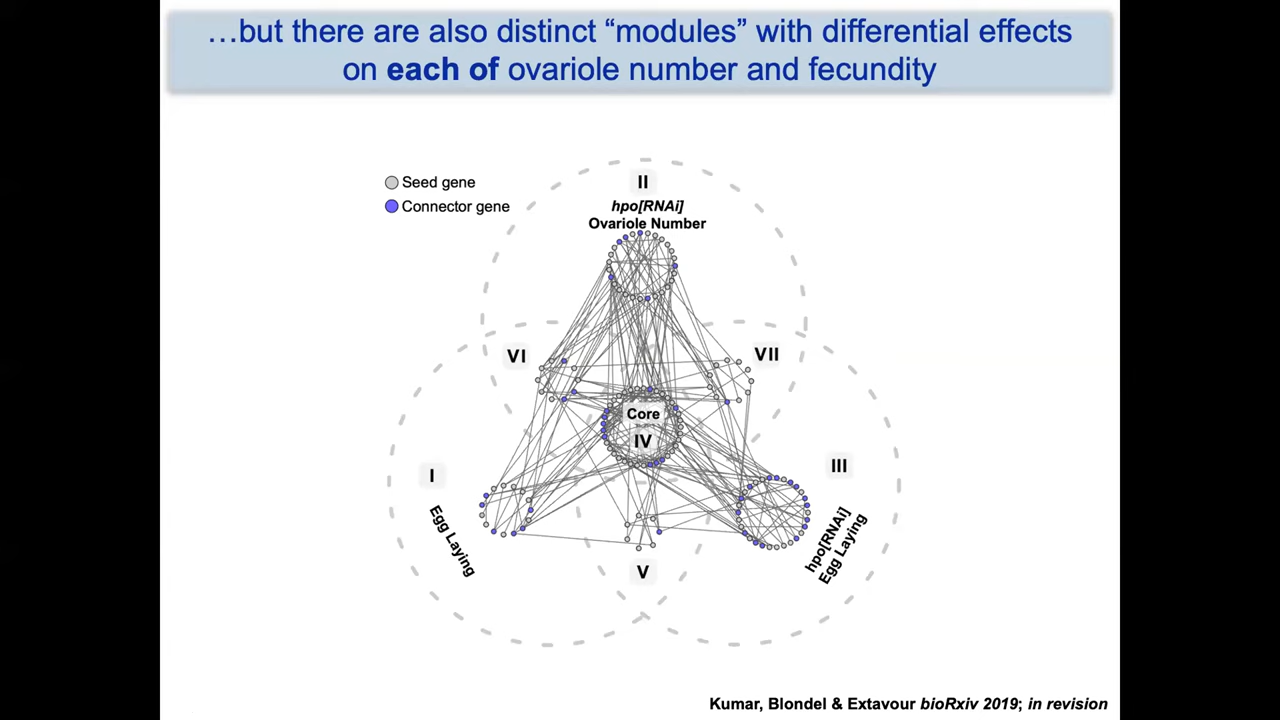 …but there are also distinct “modules” with differential effects
on each of ovariole number and fecundity
Seed gene
Connector gene
II
hpo[RNAi]
Ovariole Number
VI
VII
Core
IV
I
Egg Laying
III
hpo[RNAi]
Egg Laying
V
Kumar, Blondel & Extavour bioRxiv 2019; in revision